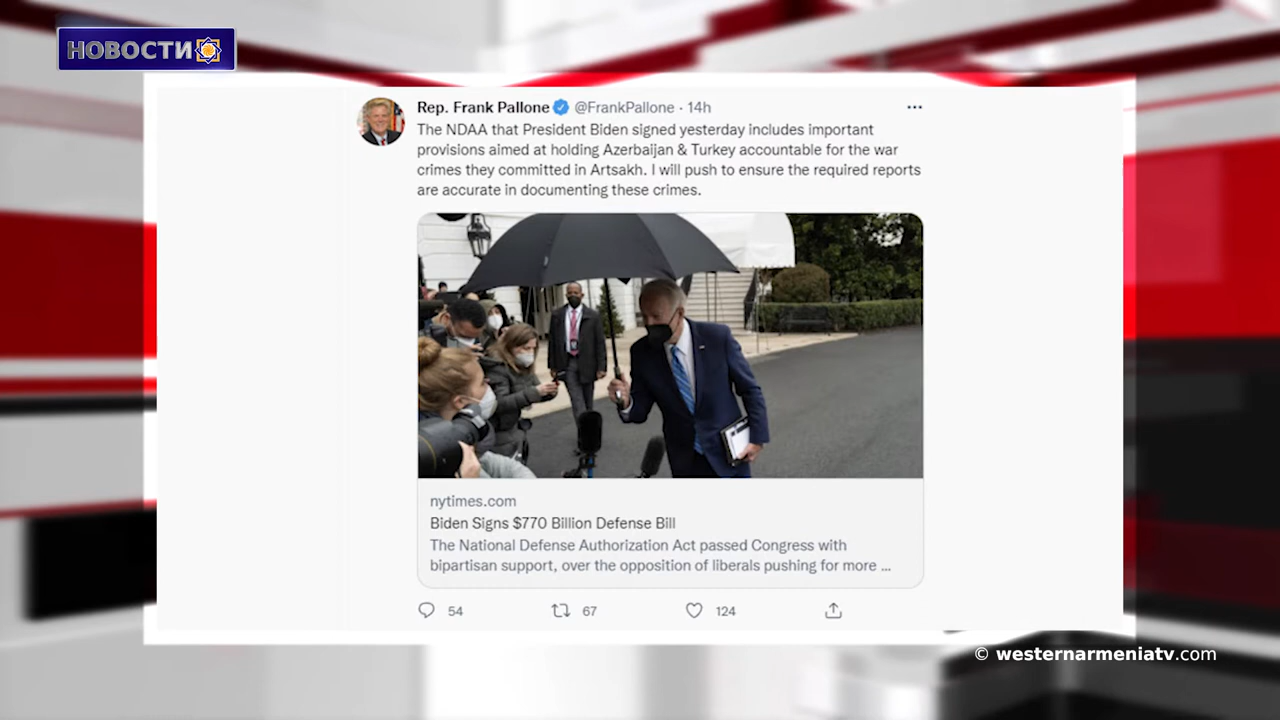 НОВОСТИ
Rep. Frank Pallone @FrankPallone · 14h
The NDAA that President Biden signed yesterday includes important
provisions aimed at holding Azerbaijan & Turkey accountable for the war
crimes they committed in Artsakh. I will push to ensure the required reports
are accurate in documenting these crimes.
nytimes.com
Biden Signs $770 Billion Defense Bill
The National Defense Authorization Act passed Congress with
bipartisan support, over the opposition of liberals pushing for more ...
54 67 124
© westernarmeniatv.com